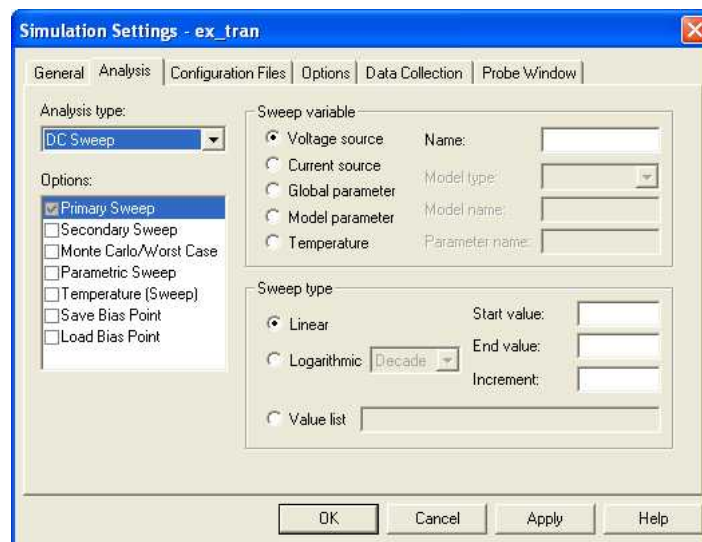 Simulation Settings - ex_tran
General Analysis Configuration Files Options Data Collection Probe Window
Analysis type:
DC Sweep
Options:
Primary Sweep
Secondary Sweep
Monte Carlo/Worst Case
Parametric Sweep
Temperature (Sweep)
Save Bias Point
Load Bias Point
Sweep variable
Voltage source
Current source
Global parameter
Model parameter
Temperature
Name:
Model type:
Model name:
Parameter name:
Sweep type
Linear
Logarithmic Decade
Value list
Start value:
End value:
Increment:
OK Cancel Apply Help